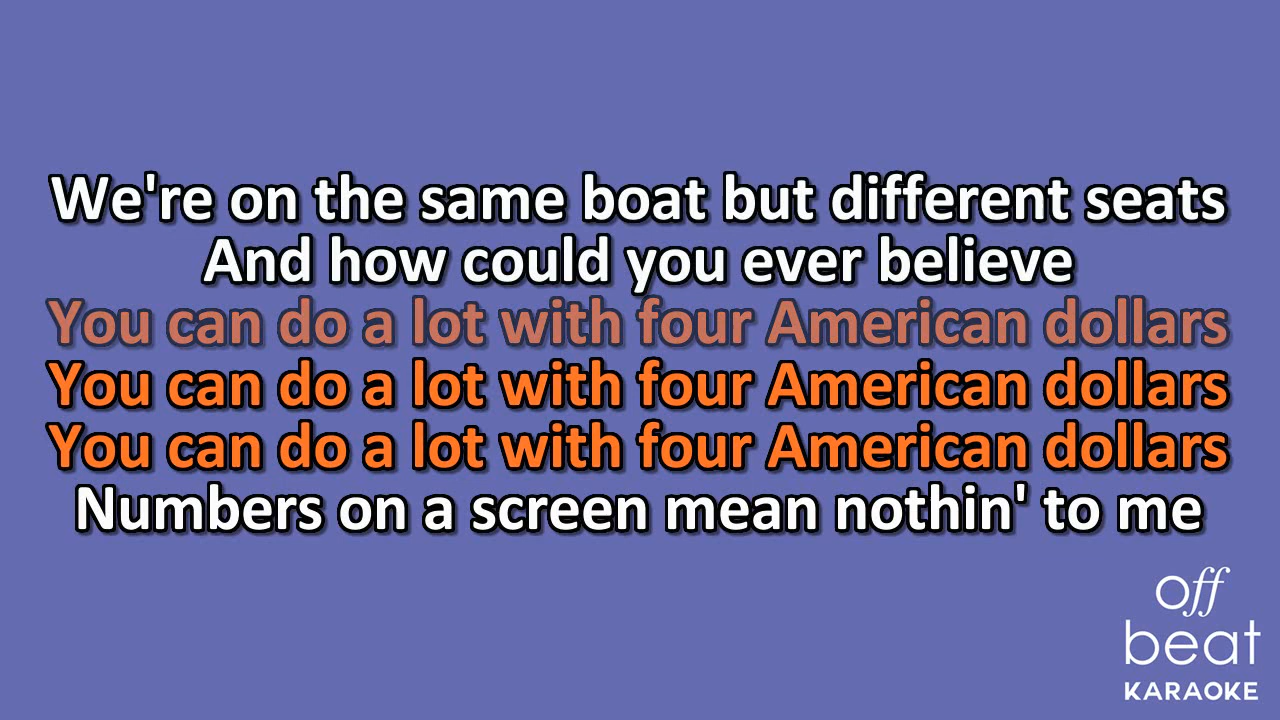 We're on the same boat but different seats
And how could you ever believe
You can do a lot with four American dollars
You can do a lot with four American dollars
You can do a lot with four American dollars
Numbers on a screen mean nothin' to me
off
beat
KARAOKE